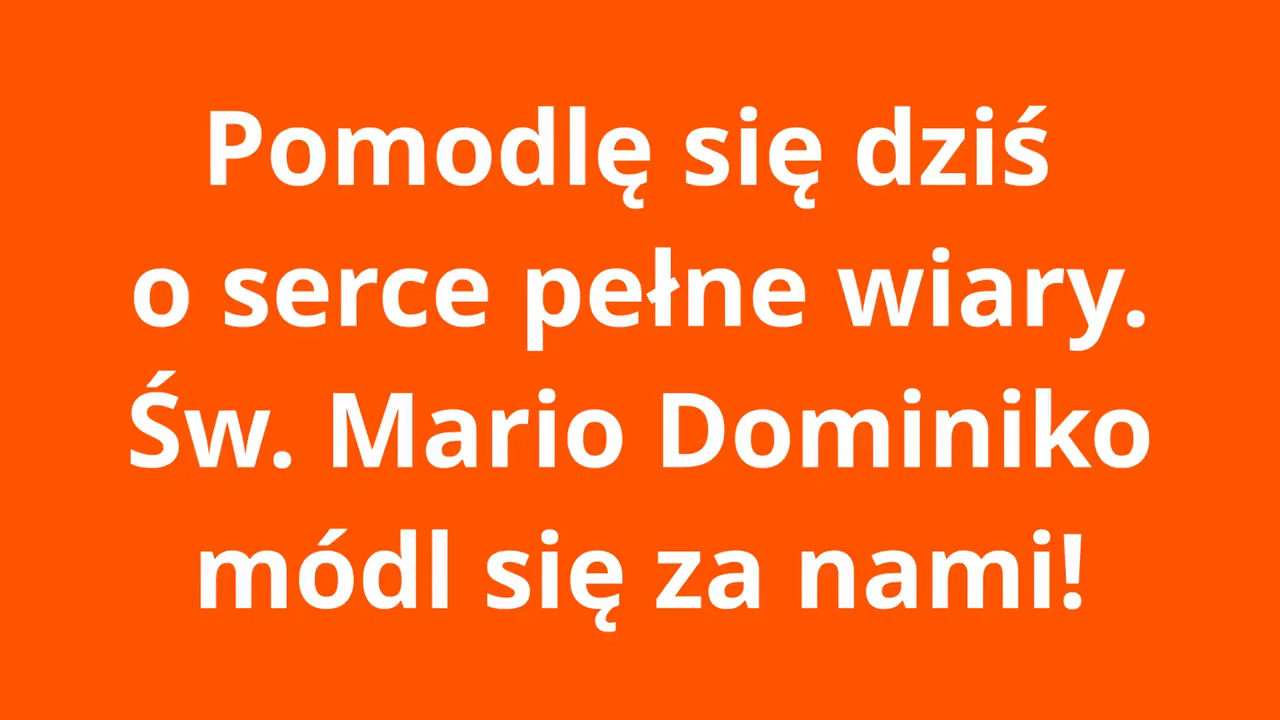 Pomodlę się dziś
o serce pełne wiary.
Św. Mario Dominiko
módl się za nami!